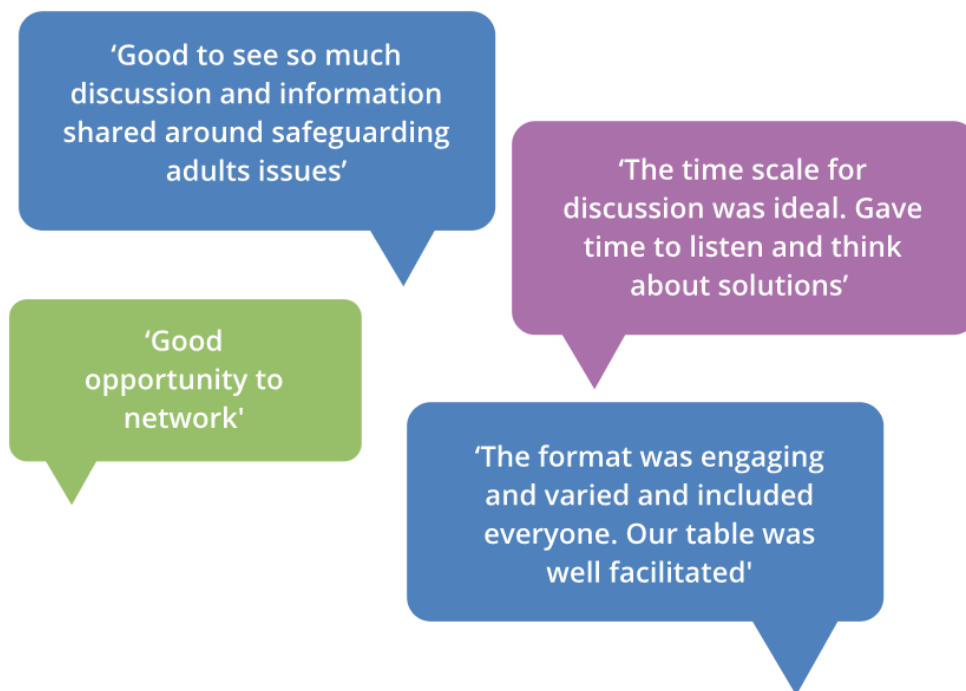 ‘Good to see so much
discussion and information
shared around safeguarding
adults issues’
‘The time scale for
discussion was ideal. Gave
time to listen and think
about solutions’
‘Good
opportunity to
network'
‘The format was engaging
and varied and included
everyone. Our table was
well facilitated'